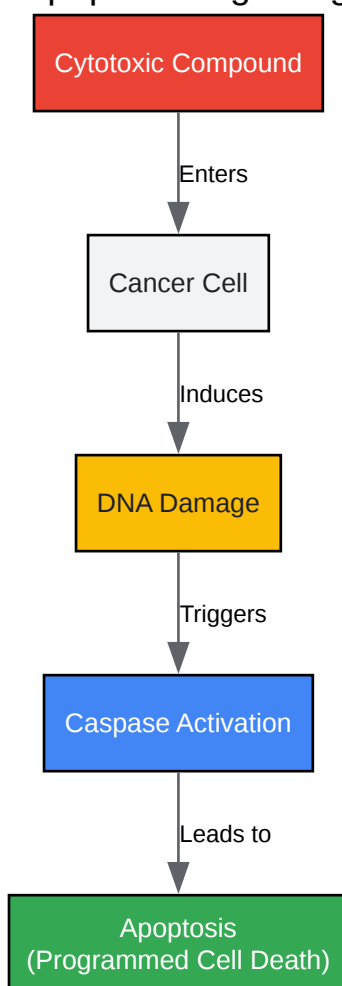 Cytotoxic Compound
Enters
Cancer Cell
Induces
DNA Damage
Triggers
Caspase Activation
Leads to
Apoptosis
(Programmed Cell Death)